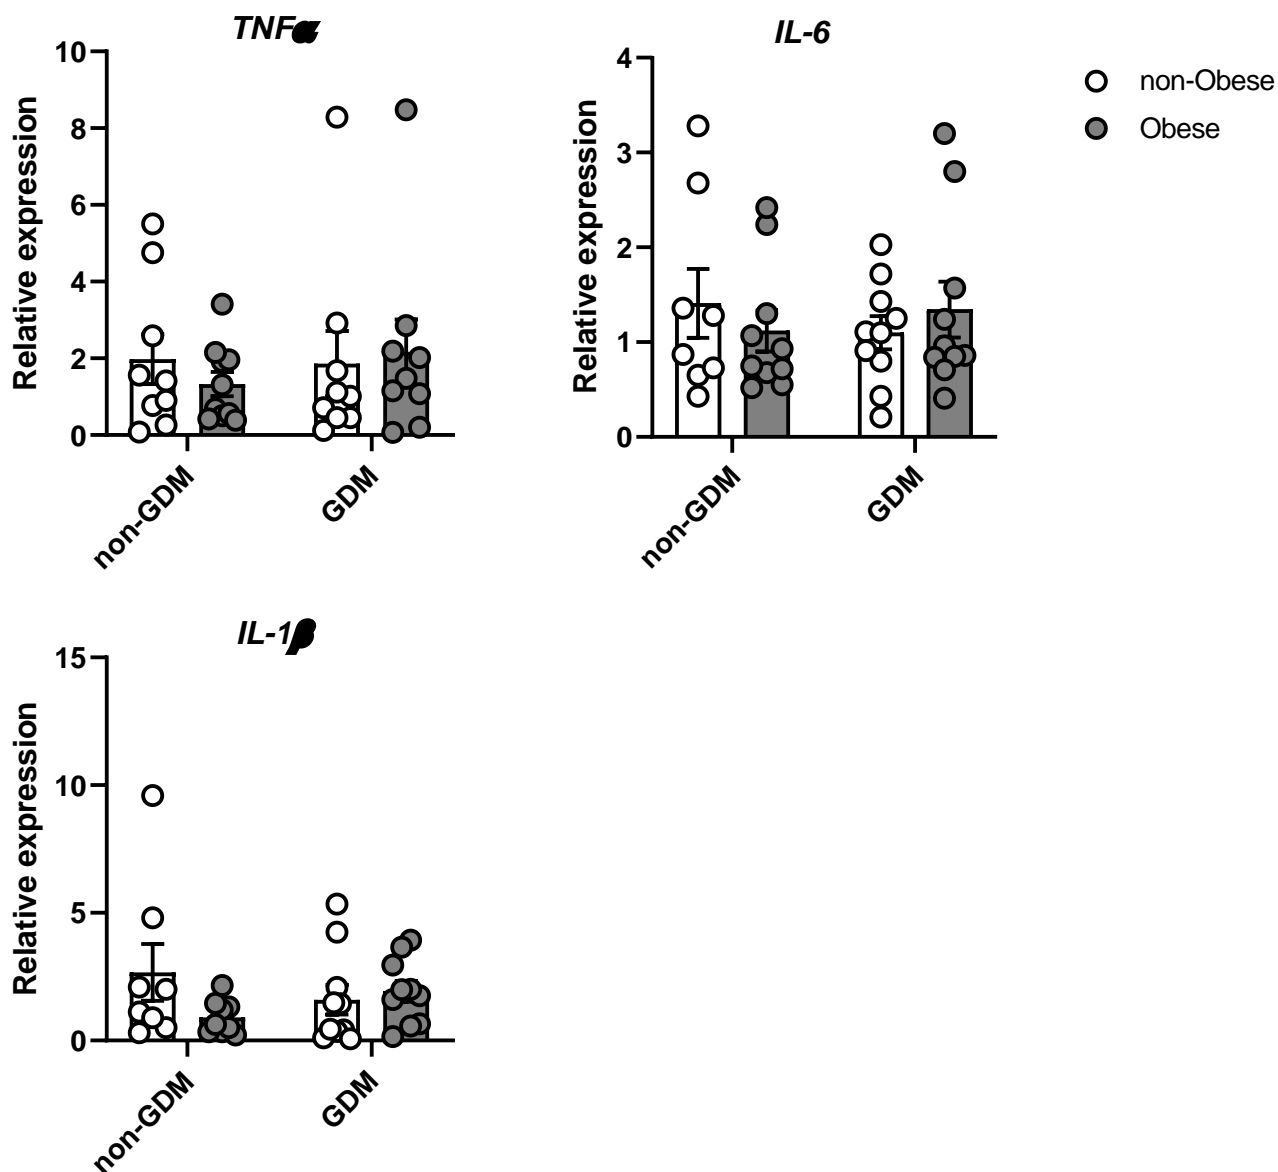 TNFα
10
8
6
4
2
0
Relative expression
non-GDM
GDM
IL-6
4
3
2
1
0
Relative expression
non-GDM
GDM
non-Obese
Obese
IL-1β
15
10
5
0
Relative expression
non-GDM
GDM